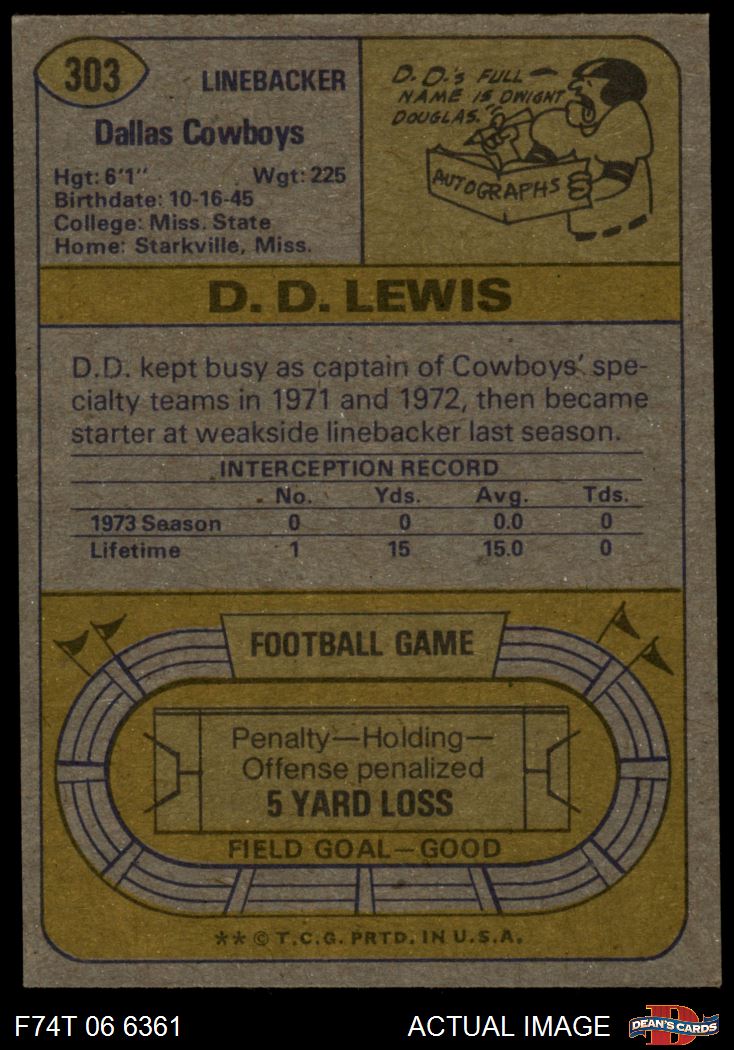 303
LINEBACKER
Dallas Cowboys
Hgt: 6'1" Wgt: 225
Birthdate: 10-16-45
College: Miss. State
Home: Starkville, Miss.
D.D.'s FULL
NAME IS DWIGHT
DOUGLAS.
AUTOGRAPHS
D. D. LEWIS
D.D. kept busy as captain of Cowboys' spe-
cialty teams in 1971 and 1972, then became
starter at weakside linebacker last season.
INTERCEPTION RECORD
No. Yds. Avg. Tds.
1973 Season 0 0 0.0 0
Lifetime 1 15 15.0 0
FOOTBALL GAME
Penalty—Holding—
Offense penalized
5 YARD LOSS
FIELD GOAL—GOOD
** © T.C.G. PRTD. IN U.S.A.
F74T 06 6361 ACTUAL IMAGE DEAN'S CARDS